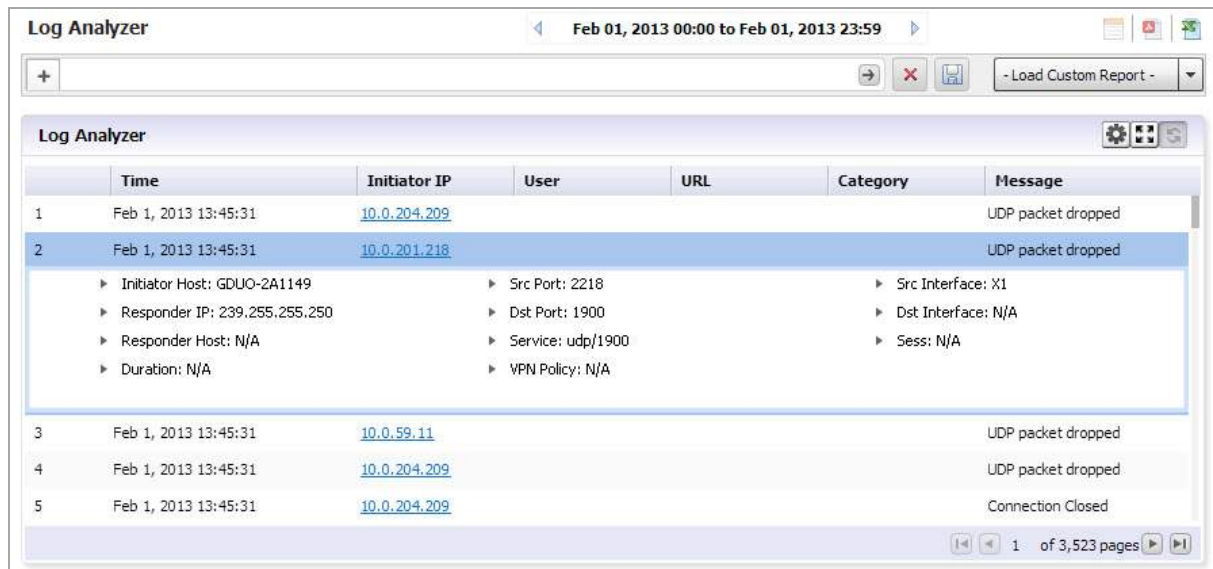 Log Analyzer
Feb 01, 2013 00:00 to Feb 01, 2013 23:59
- Load Custom Report -
Log Analyzer
Time Initiator IP User URL Category Message
1 Feb 1, 2013 13:45:31 10.0.204.209 UDP packet dropped
2 Feb 1, 2013 13:45:31 10.0.201.218 UDP packet dropped
Initiator Host: GDUO-2A1149 Src Port: 2218 Src Interface: X1
Responder IP: 239.255.255.250 Dst Port: 1900 Dst Interface: N/A
Responder Host: N/A Service: udp/1900 Sess: N/A
Duration: N/A VPN Policy: N/A
3 Feb 1, 2013 13:45:31 10.0.59.11 UDP packet dropped
4 Feb 1, 2013 13:45:31 10.0.204.209 UDP packet dropped
5 Feb 1, 2013 13:45:31 10.0.204.209 Connection Closed
1 of 3,523 pages